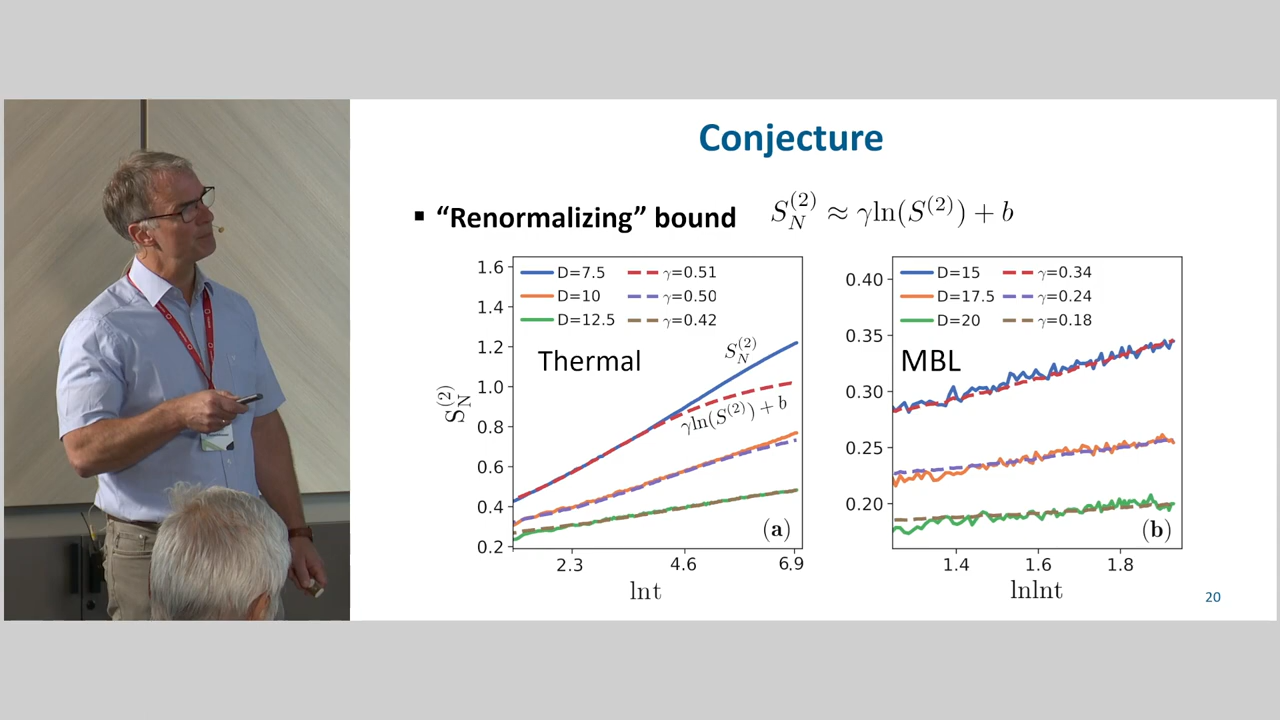 Conjecture
▪ “Renormalizing” bound S_N^{(2)} ≈ γln(S^{(2)}) + b
D=7.5 γ=0.51
D=10 γ=0.50
D=12.5 γ=0.42
Thermal
S_N^{(2)}
γln(S^{(2)}) + b
(a)
S_N^{(2)}
1.6
1.4
1.2
1.0
0.8
0.6
0.4
0.2
2.3 4.6 6.9
lnt
D=15 γ=0.34
D=17.5 γ=0.24
D=20 γ=0.18
MBL
(b)
0.40
0.35
0.30
0.25
0.20
1.4 1.6 1.8
lnlnt
20